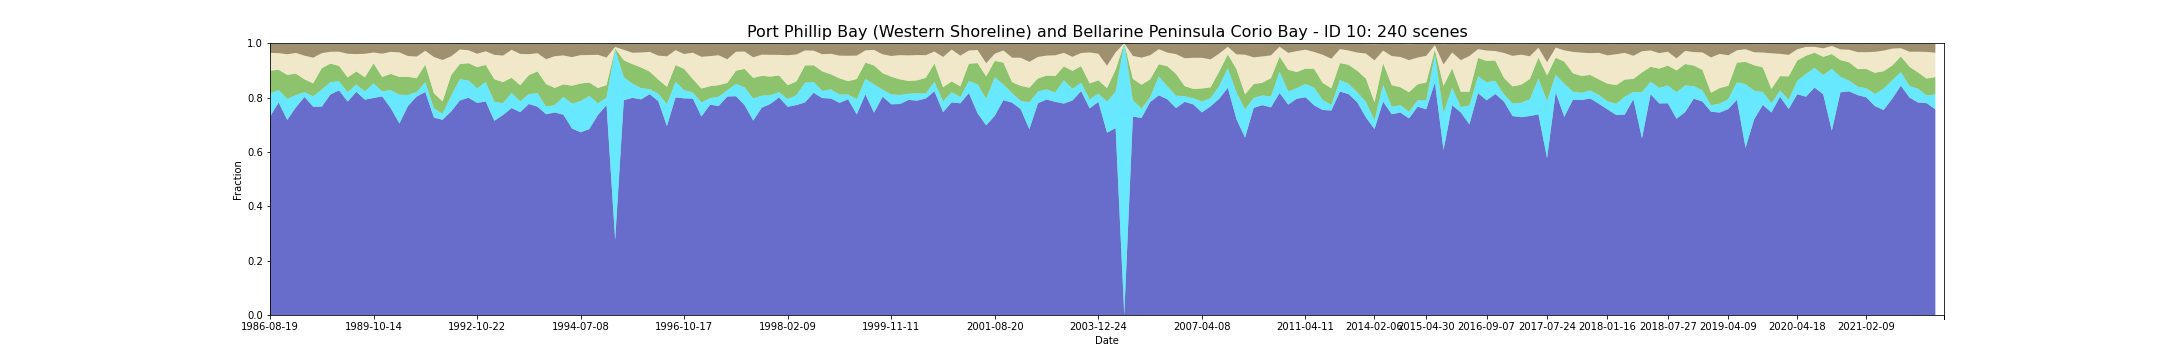 Port Phillip Bay (Western Shoreline) and Bellarine Peninsula Corio Bay - ID 10: 240 scenes
1.0
0.8
0.6
0.4
0.2
0.0
Fraction
1986-08-19 1989-10-14 1992-10-22 1994-07-08 1996-10-17 1998-02-09 1999-11-11 2001-08-20 2003-12-24 2007-04-08 2011-04-11 2014-02-06 2015-04-30 2016-09-07 2017-07-24 2018-01-16 2018-07-27 2019-04-09 2020-04-18 2021-02-09
Date